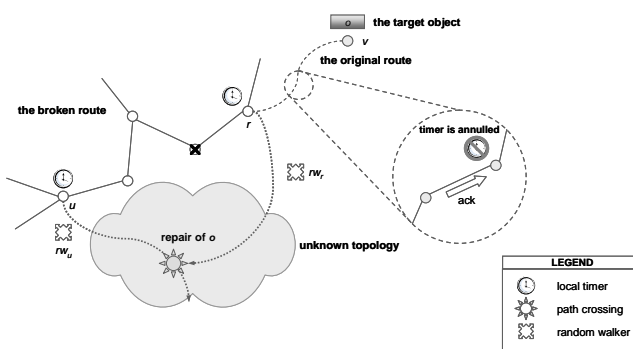 o the target object
v
the original route
the broken route
r
timer is annulled
rw_r
ack
u
repair of o
unknown topology
rw_u
LEGEND
local timer
path crossing
random walker